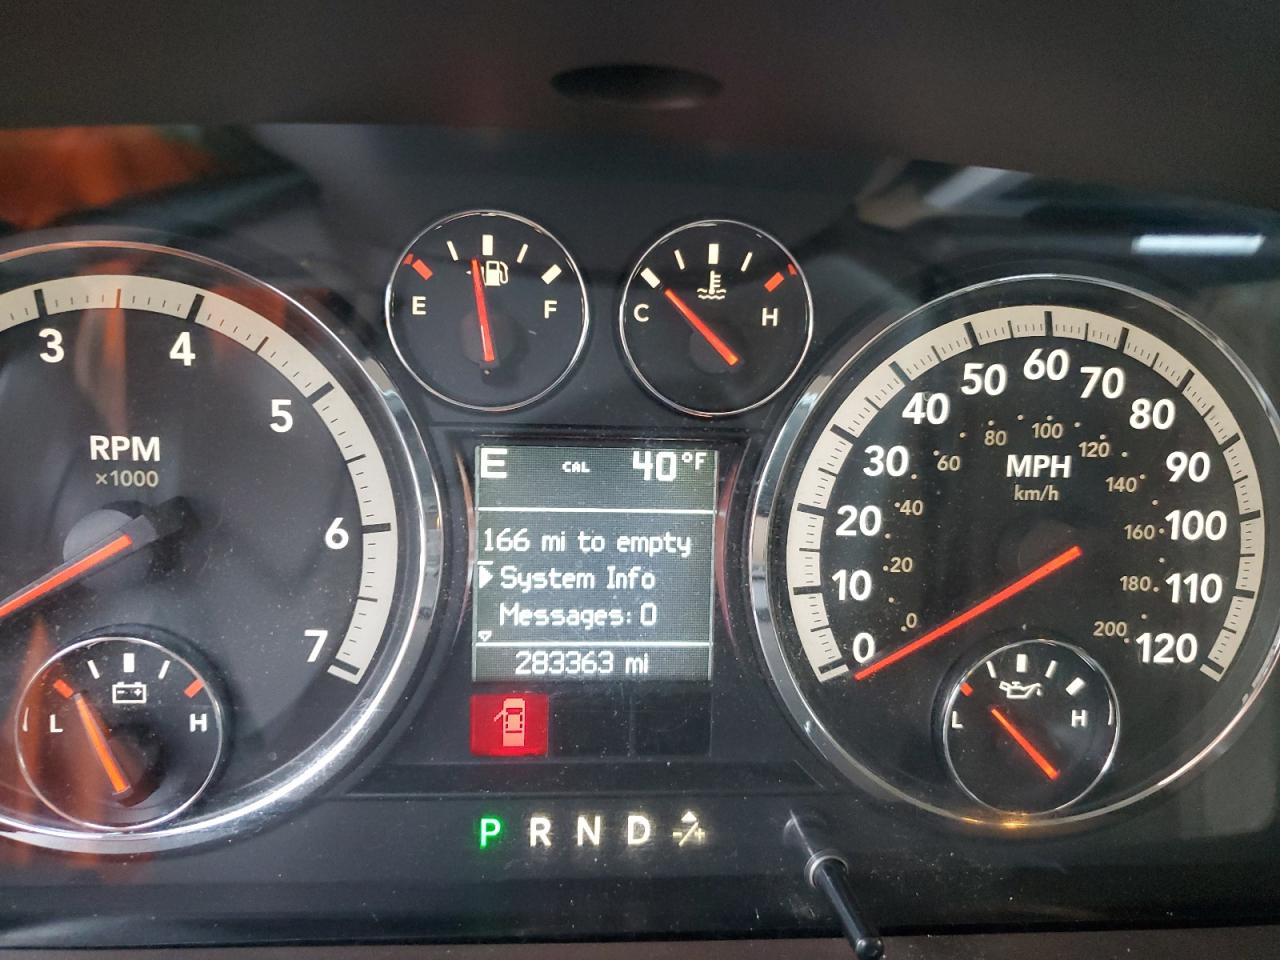 E F
C H
3 4 5 6 7
RPM
×1000
L H
E CAL 40°F
166 mi to empty
System Info
Messages: 0
283363 mi
P R N D -/+
0 10 20 30 40 50 60 70 80 90 100 110 120
MPH
km/h
0 20 40 60 80 100 120 140 160 180 200
L H